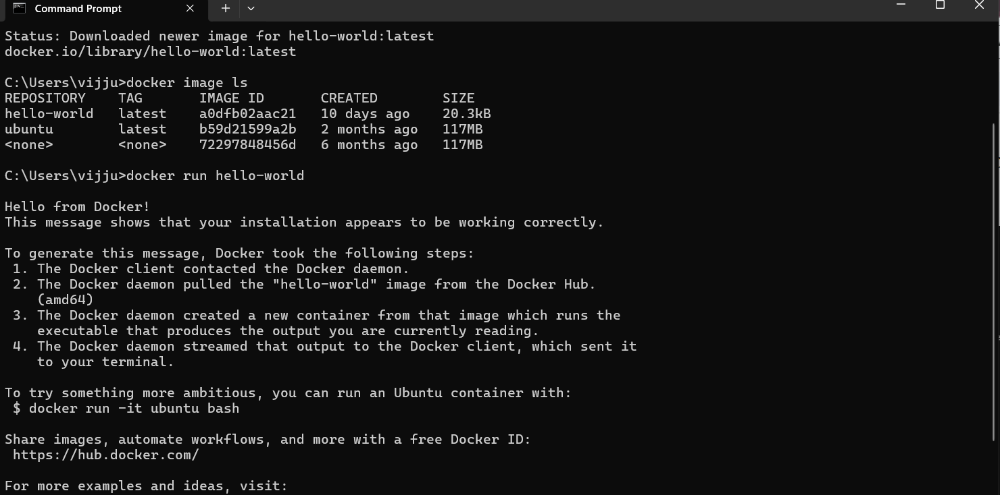 Command Prompt
Status: Downloaded newer image for hello-world:latest
docker.io/library/hello-world:latest
C:\Users\vijju>docker image ls
REPOSITORY    TAG       IMAGE ID       CREATED        SIZE
hello-world   latest    a0dfb02aac21   10 days ago    20.3kB
ubuntu        latest    b59d21599a2b   2 months ago   117MB
<none>        <none>    72297848456d   6 months ago   117MB
C:\Users\vijju>docker run hello-world
Hello from Docker!
This message shows that your installation appears to be working correctly.
To generate this message, Docker took the following steps:
 1. The Docker client contacted the Docker daemon.
 2. The Docker daemon pulled the "hello-world" image from the Docker Hub.
    (amd64)
 3. The Docker daemon created a new container from that image which runs the
    executable that produces the output you are currently reading.
 4. The Docker daemon streamed that output to the Docker client, which sent it
    to your terminal.
To try something more ambitious, you can run an Ubuntu container with:
 $ docker run -it ubuntu bash
Share images, automate workflows, and more with a free Docker ID:
 https://hub.docker.com/
For more examples and ideas, visit: